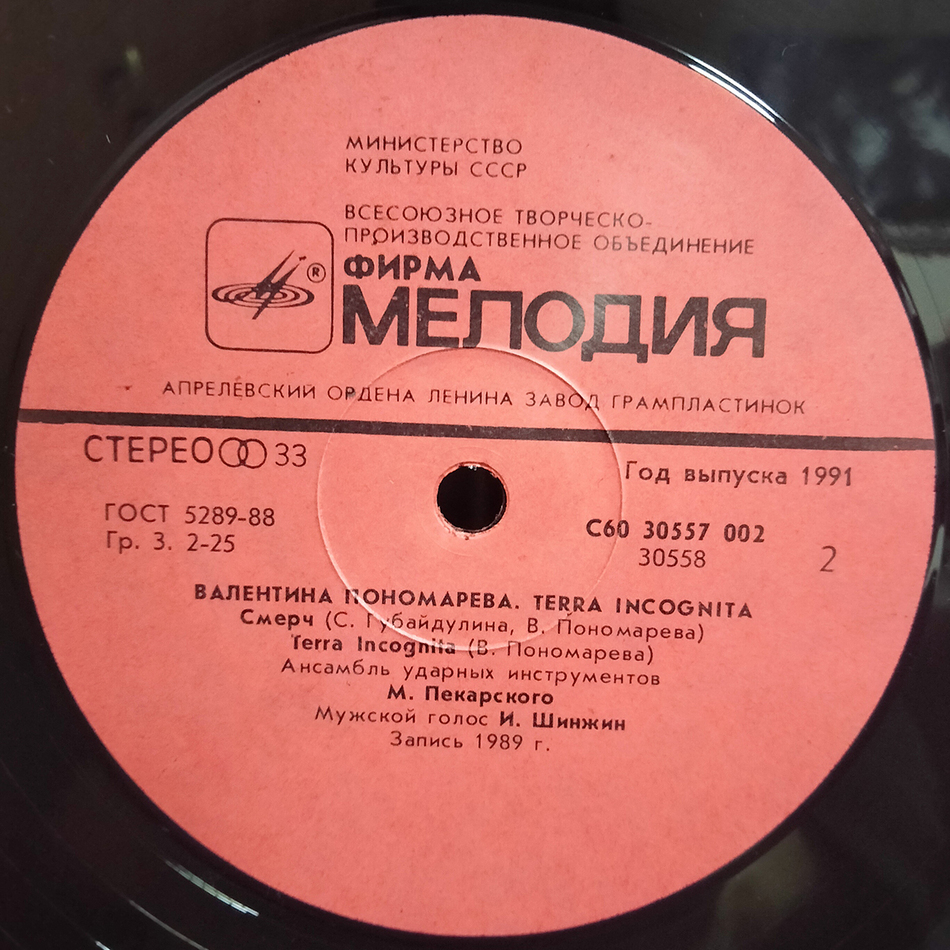 МИНИСТЕРСТВО
КУЛЬТУРЫ СССР
ВСЕСОЮЗНОЕ ТВОРЧЕСКО-
ПРОИЗВОДСТВЕННОЕ ОБЪЕДИНЕНИЕ
®
ФИРМА
МЕЛОДИЯ
АПРЕЛЕВСКИЙ ОРДЕНА ЛЕНИНА ЗАВОД ГРАМПЛАСТИНОК
СТЕРЕО 33
Год выпуска 1991
ГОСТ 5289-88
Гр. 3. 2-25
С60 30557 002
30558
2
ВАЛЕНТИНА ПОНОМАРЕВА. TERRA INCOGNITA
Смерч (С. Губайдулина, В. Пономарева)
Terra Incognita (В. Пономарева)
Ансамбль ударных инструментов
М. Пекарского
Мужской голос И. Шинжин
Запись 1989 г.